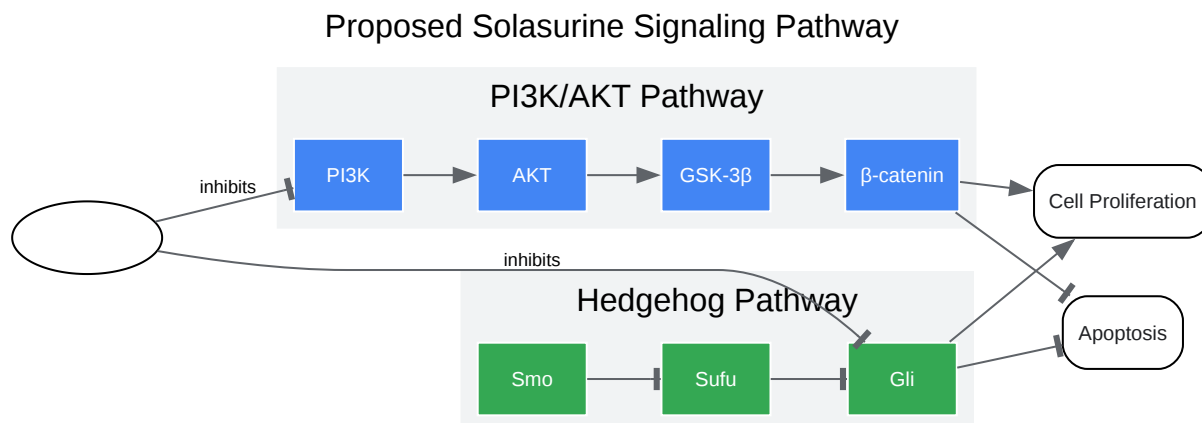 Proposed Solasurine Signaling Pathway
PI3K/AKT Pathway
PI3K
AKT
GSK-3β
β-catenin
inhibits
Cell Proliferation
inhibits
Hedgehog Pathway
Apoptosis
Smo
Sufu
Gli